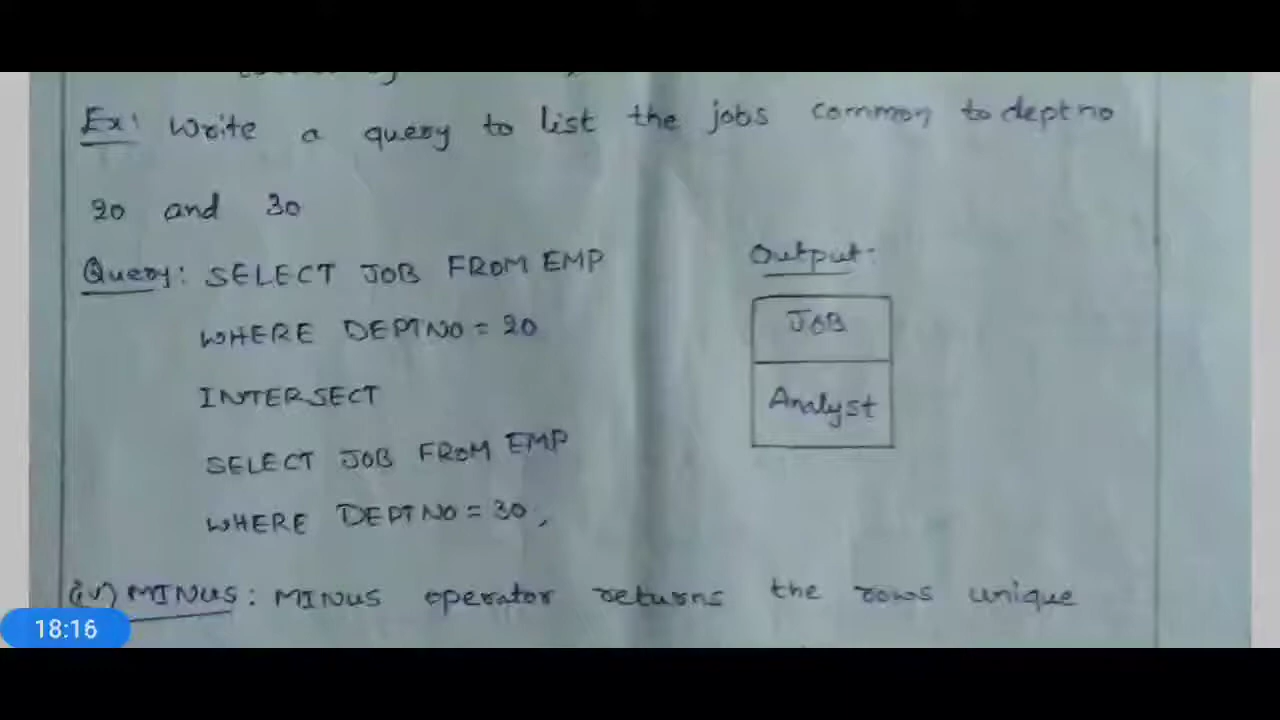 Ex: Write a query to list the jobs common to deptno
20 and 30
Query: SELECT JOB FROM EMP
WHERE DEPTNO = 20
INTERSECT
SELECT JOB FROM EMP
WHERE DEPTNO = 30;
Output:
JOB
Analyst
(iv) MINUS: MINUS operator returns the rows unique
18:16